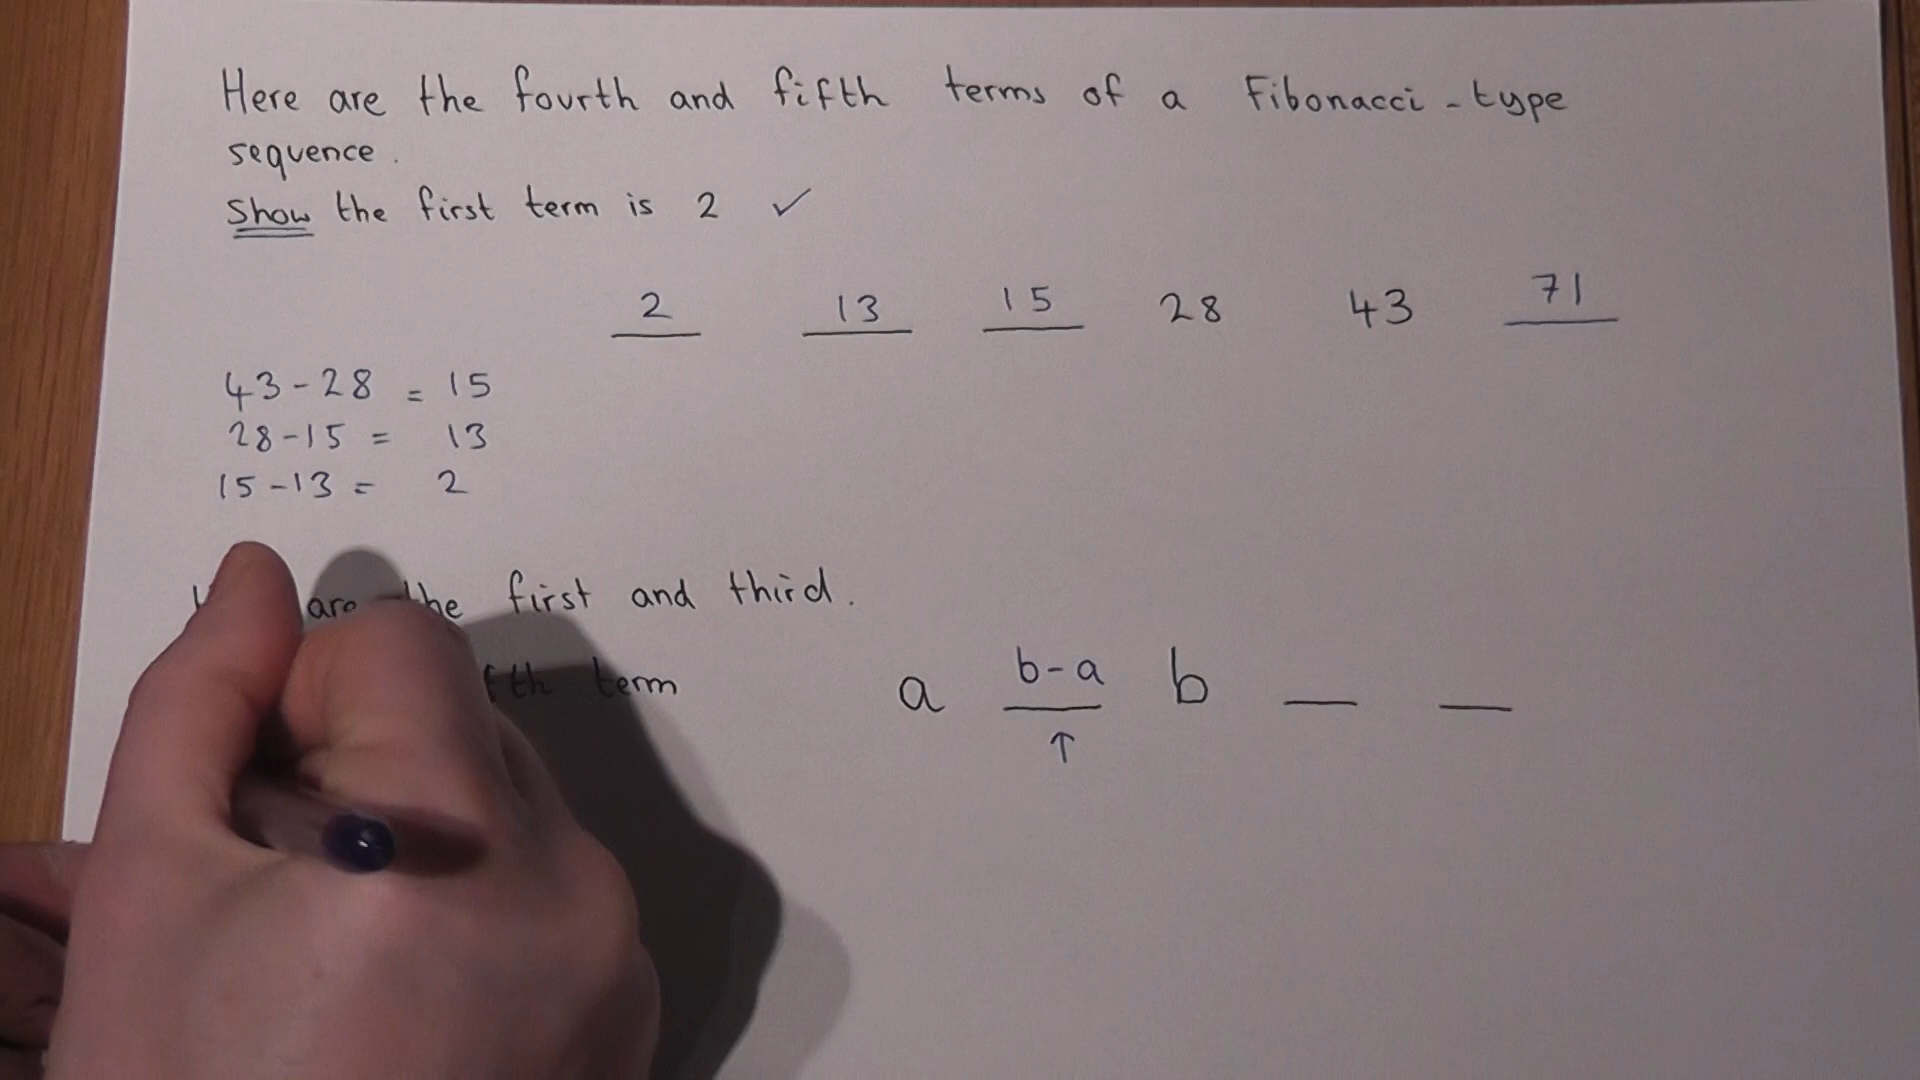 Here are the fourth and fifth terms of a Fibonacci-type
sequence.
Show the first term is 2 ✓
2 13 15 28 43 71
43-28 = 15
28-15 = 13
15-13 = 2
are the first and third.
term
a b-a b _ _
↑